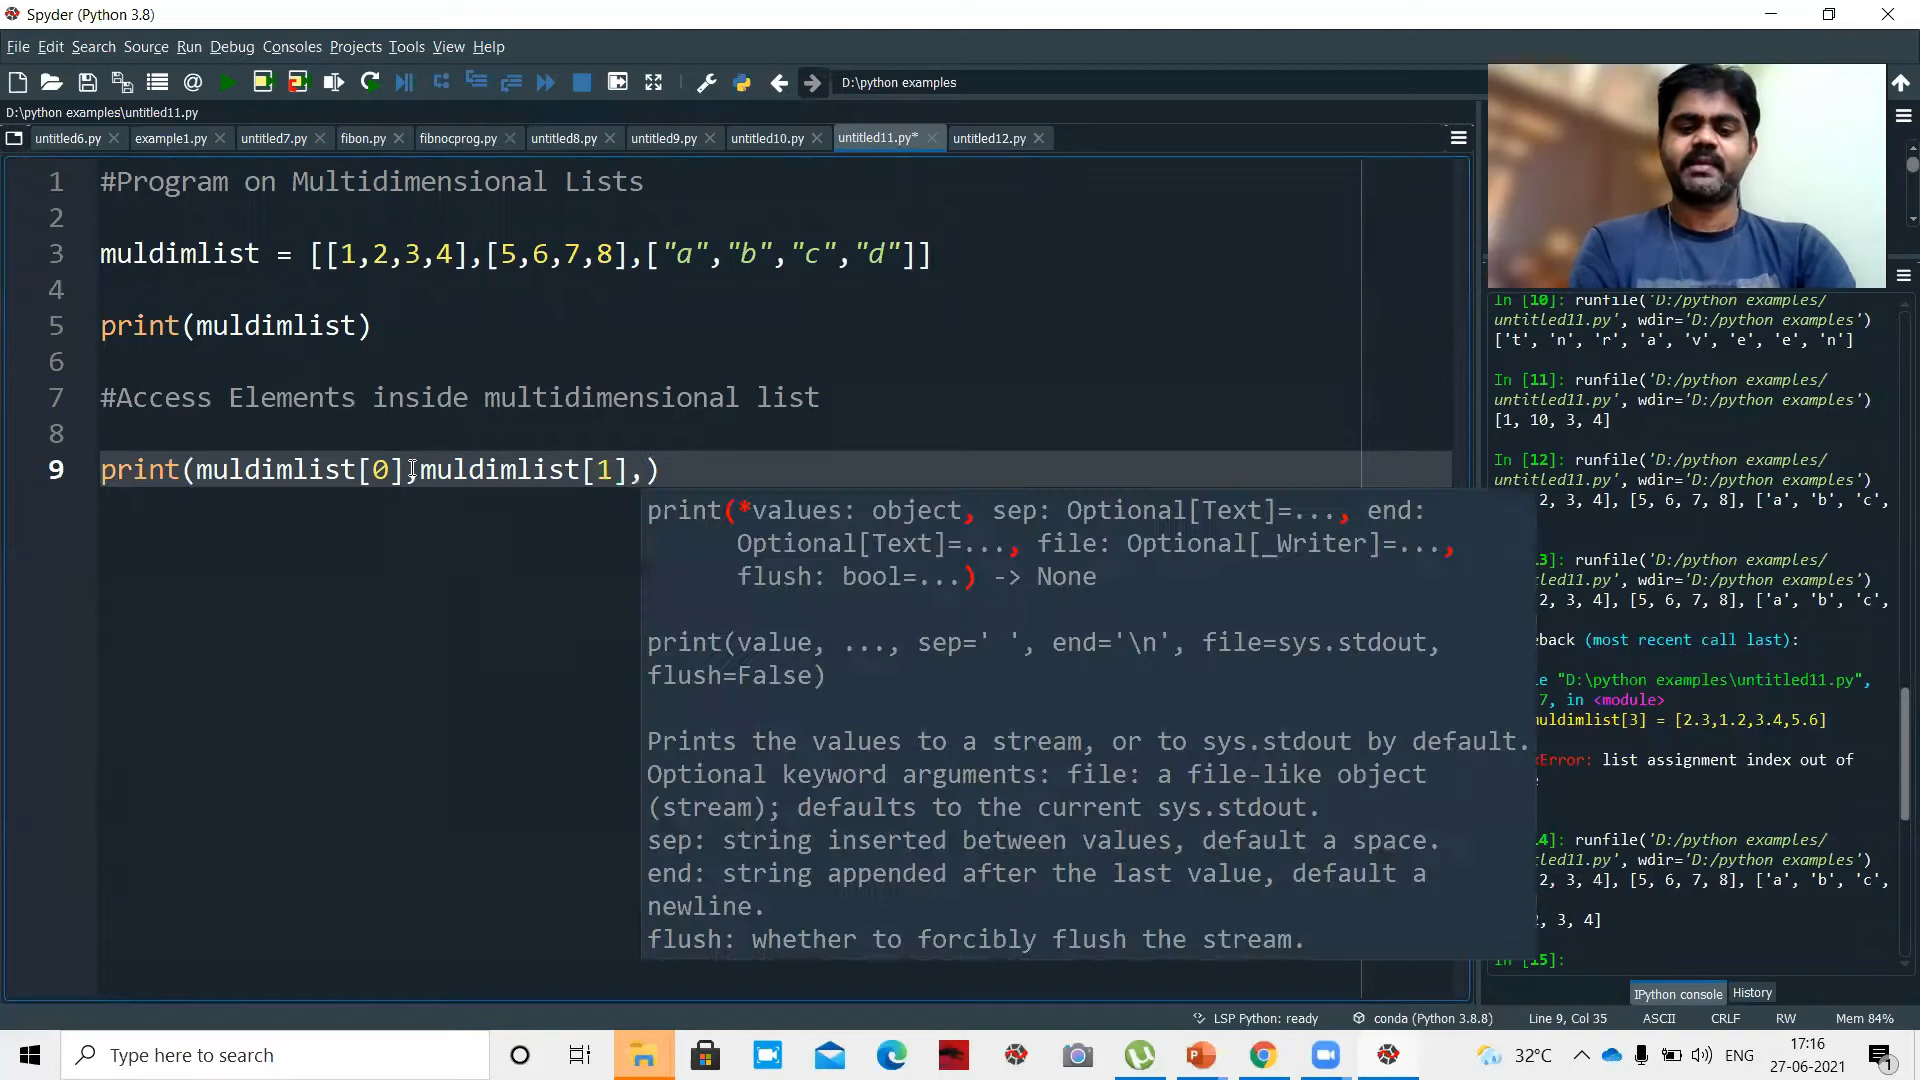 Spyder (Python 3.8)
File Edit Search Source Run Debug Consoles Projects Tools View Help
D:\python examples
D:\python examples\untitled11.py
untitled6.py example1.py untitled7.py fibon.py fibnocprog.py untitled8.py untitled9.py untitled10.py untitled11.py* untitled12.py
1 #Program on Multidimensional Lists
2
3 muldimlist = [[1,2,3,4],[5,6,7,8],["a","b","c","d"]]
4
5 print(muldimlist)
6
7 #Access Elements inside multidimensional list
8
9 print(muldimlist[0],muldimlist[1],)
print(*values: object, sep: Optional[Text]=..., end:
Optional[Text]=..., file: Optional[_Writer]=...,
flush: bool=...) -> None
print(value, ..., sep=' ', end='\n', file=sys.stdout,
flush=False)
Prints the values to a stream, or to sys.stdout by default.
Optional keyword arguments: file: a file-like object
(stream); defaults to the current sys.stdout.
sep: string inserted between values, default a space.
end: string appended after the last value, default a
newline.
flush: whether to forcibly flush the stream.
In [10]: runfile('D:/python examples/
untitled11.py', wdir='D:/python examples')
['t', 'n', 'r', 'a', 'v', 'e', 'e', 'n']
In [11]: runfile('D:/python examples/
untitled11.py', wdir='D:/python examples')
[1, 10, 3, 4]
In [12]: runfile('D:/python examples/
untitled11.py', wdir='D:/python examples')
2, 3, 4], [5, 6, 7, 8], ['a', 'b', 'c',
3]: runfile('D:/python examples/
tled11.py', wdir='D:/python examples')
2, 3, 4], [5, 6, 7, 8], ['a', 'b', 'c',
eback (most recent call last):
le "D:\python examples\untitled11.py",
7, in <module>
muldimlist[3] = [2.3,1.2,3.4,5.6]
xError: list assignment index out of
4]: runfile('D:/python examples/
tled11.py', wdir='D:/python examples')
2, 3, 4], [5, 6, 7, 8], ['a', 'b', 'c',
2, 3, 4]
In [15]:
IPython console History
LSP Python: ready conda (Python 3.8.8) Line 9, Col 35 ASCII CRLF RW Mem 84%
Type here to search
32°C ENG
17:16
27-06-2021
1